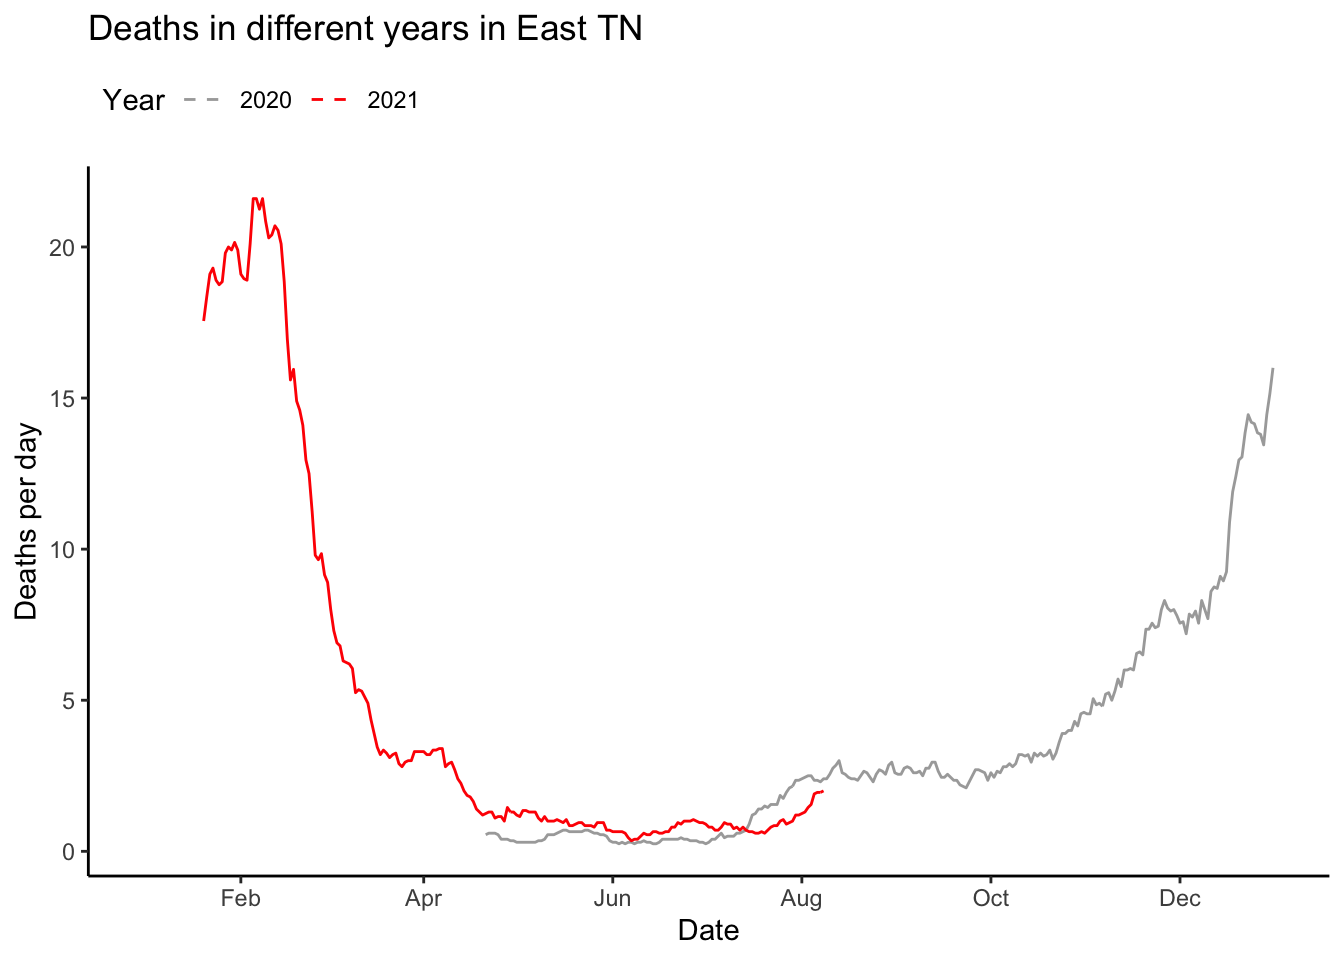 Deaths in different years in East TN
Year 2020 2021
20
15
10
5
0
Deaths per day
Feb Apr Jun Aug Oct Dec
Date